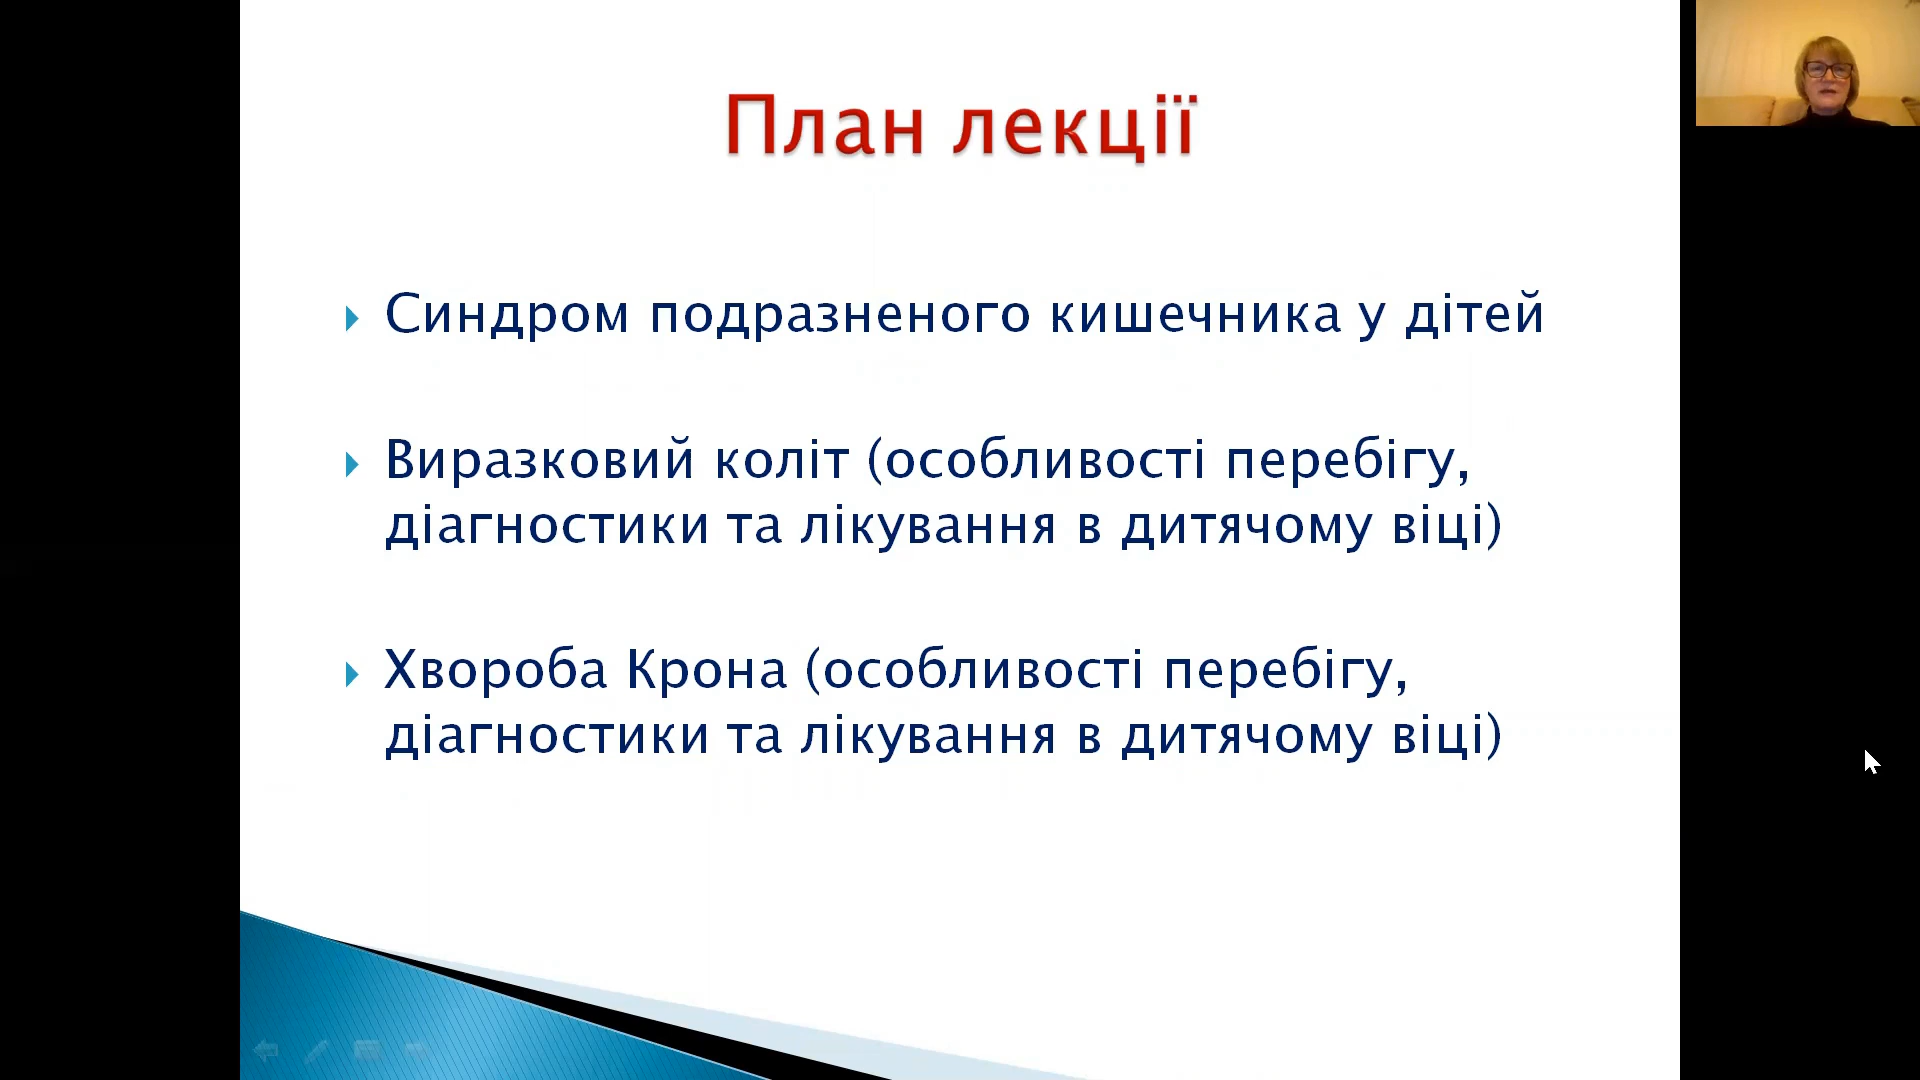 План лекції
Синдром подразненого кишечника у дітей
Виразковий коліт (особливості перебігу,
діагностики та лікування в дитячому віці)
Хвороба Крона (особливості перебігу,
діагностики та лікування в дитячому віці)